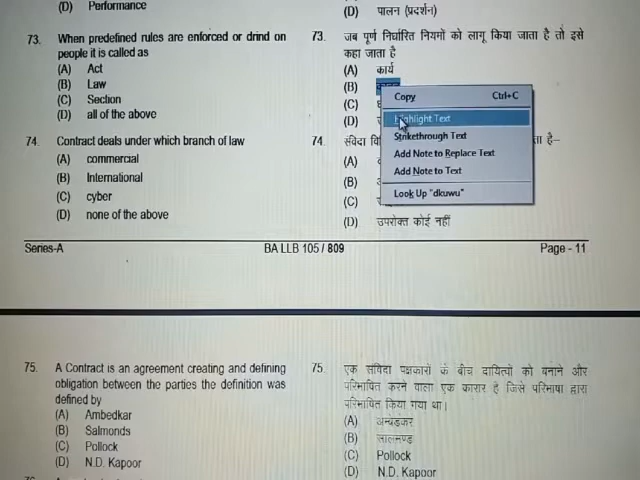 (D) Performance
(D) पालन (प्रदर्शन)
73. When predefined rules are enforced or drind on people it is called as
(A) Act
(B) Law
(C) Section
(D) all of the above
73. जब पूर्ण निर्धारित नियमों को लागू किया जाता है तो इसे
कहा जाता है
(A) कार्य
(B)
(C)
(D)
Copy Ctrl+C
Highlight Text
Strikethrough Text
Add Note to Replace Text
Add Note to Text
Look Up "dkuwu"
74. Contract deals under which branch of law
(A) commercial
(B) International
(C) cyber
(D) none of the above
74. संविदा ता है–
(A)
(B)
(C)
(D) उपरोक्त कोई नहीं
Series-A BA LLB 105 / 809 Page - 11
75. A Contract is an agreement creating and defining
obligation between the parties the definition was
defined by
(A) Ambedkar
(B) Salmonds
(C) Pollock
(D) N.D. Kapoor
75. एक संविदा पक्षकारों के बीच दायित्वों को बनाने और
परिभाषित करने वाला एक करार है जिसे परिभाषा द्वारा
परिभाषित किया गया था।
(A) अम्बेडकर
(B) सालमण्ड
(C) Pollock
(D) N.D. Kapoor